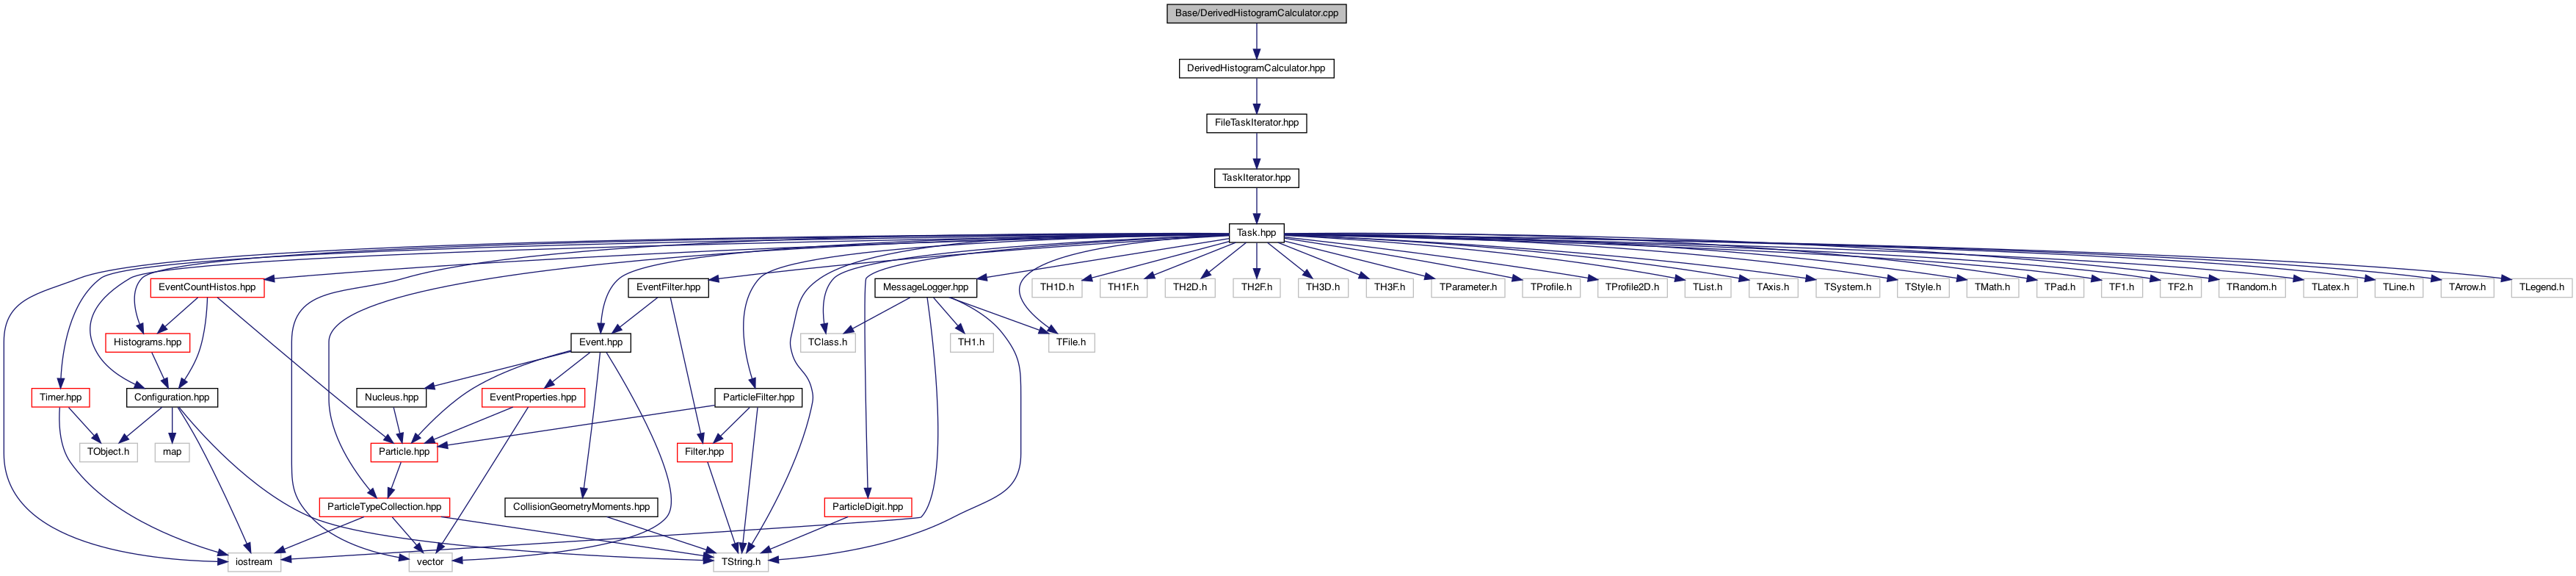 Base/DerivedHistogramCalculator.cpp
DerivedHistogramCalculator.hpp
FileTaskIterator.hpp
TaskIterator.hpp
Task.hpp
EventCountHistos.hpp
EventFilter.hpp
MessageLogger.hpp
TH1D.h
TH1F.h
TH2D.h
TH2F.h
TH3D.h
TH3F.h
TParameter.h
TProfile.h
TProfile2D.h
TList.h
TAxis.h
TSystem.h
TStyle.h
TMath.h
TPad.h
TF1.h
TF2.h
TRandom.h
TLatex.h
TLine.h
TArrow.h
TLegend.h
Histograms.hpp
Event.hpp
TClass.h
TH1.h
TFile.h
Timer.hpp
Configuration.hpp
Nucleus.hpp
EventProperties.hpp
ParticleFilter.hpp
TObject.h
map
Particle.hpp
Filter.hpp
ParticleTypeCollection.hpp
CollisionGeometryMoments.hpp
ParticleDigit.hpp
iostream
vector
TString.h